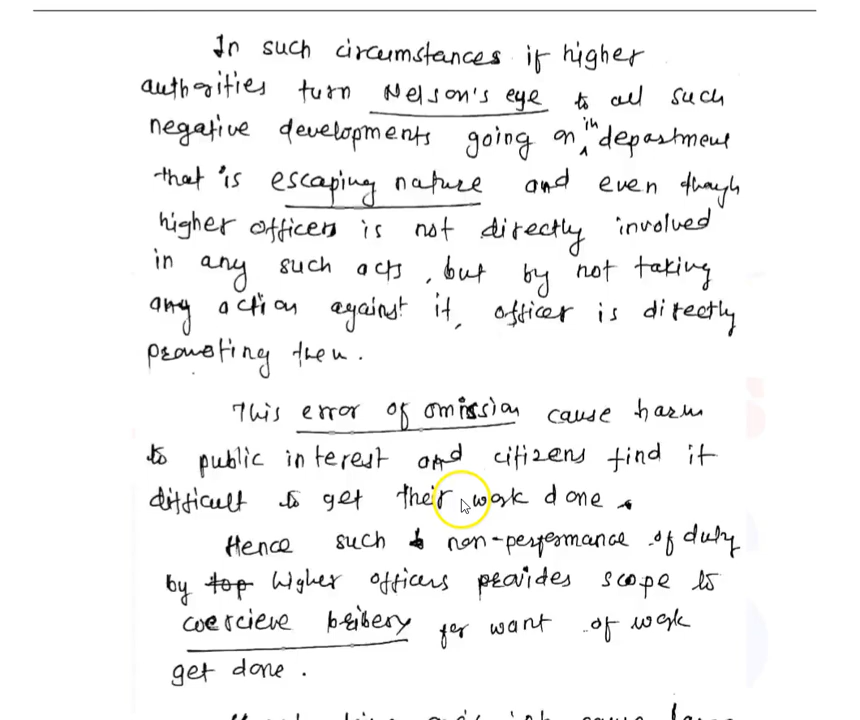 In such circumstances if higher
authorities turn Nelson's eye to all such
negative developments going on in department
that is escaping nature and even though
higher officers is not directly involved
in any such acts, but by not taking
any action against it, officer is directly
promoting them.
This error of omission cause harm
to public interest and citizens find it
difficult to get their work done.
Hence such non-performance of duty
by top higher officers provides scope to
coercieve bribery for want of work
get done.